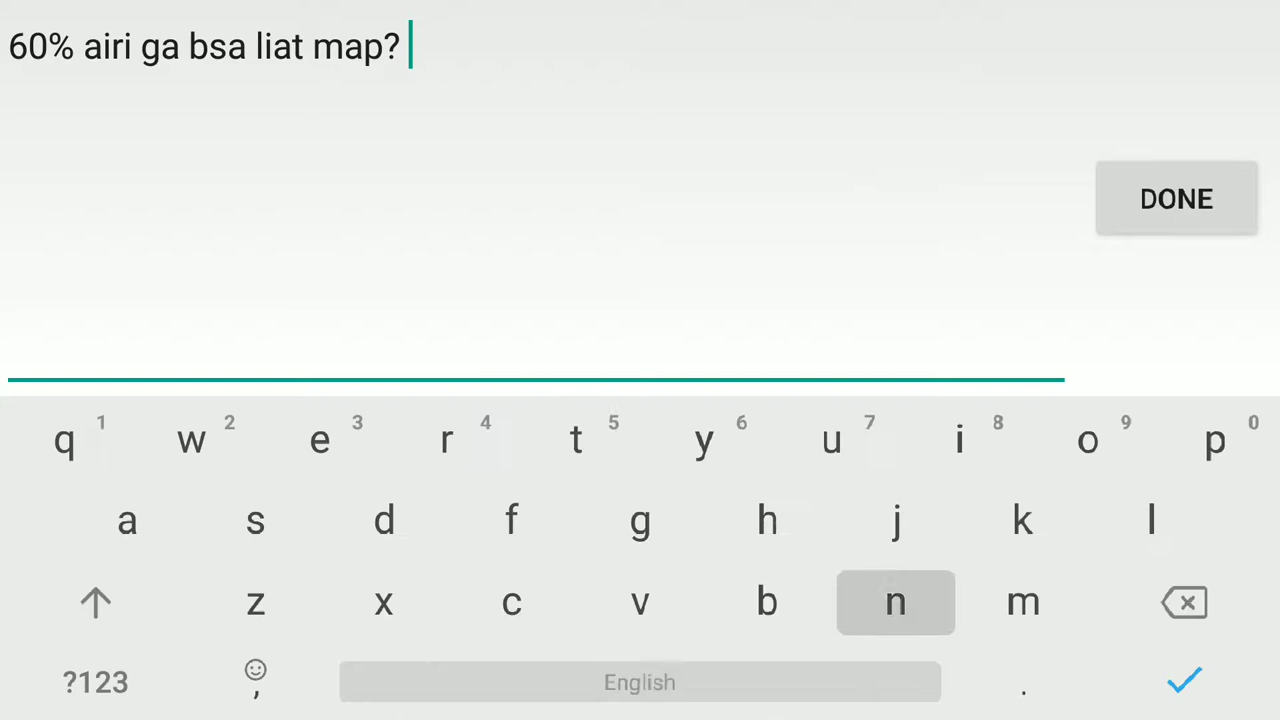 60% airi ga bsa liat map?
DONE
q 1 w 2 e 3 r 4 t 5 y 6 u 7 i 8 o 9 p 0
a s d f g h j k l
z x c v b n m
?123 , English .